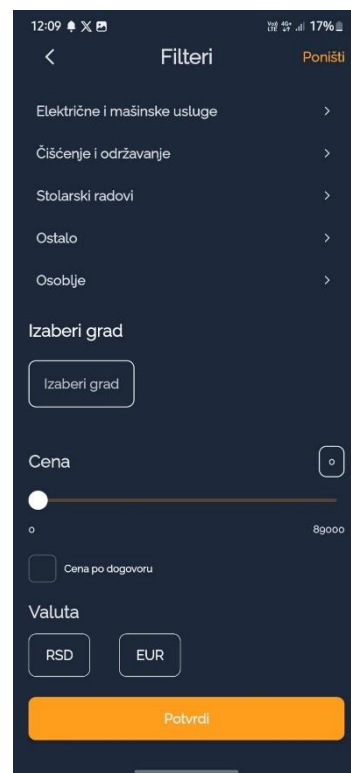 12:09 17%
Filteri Poništi
Električne i mašinske usluge
Čišćenje i održavanje
Stolarski radovi
Ostalo
Osoblje
Izaberi grad
Izaberi grad
Cena 0
0 89000
Cena po dogovoru
Valuta
RSD EUR
Potvrdi